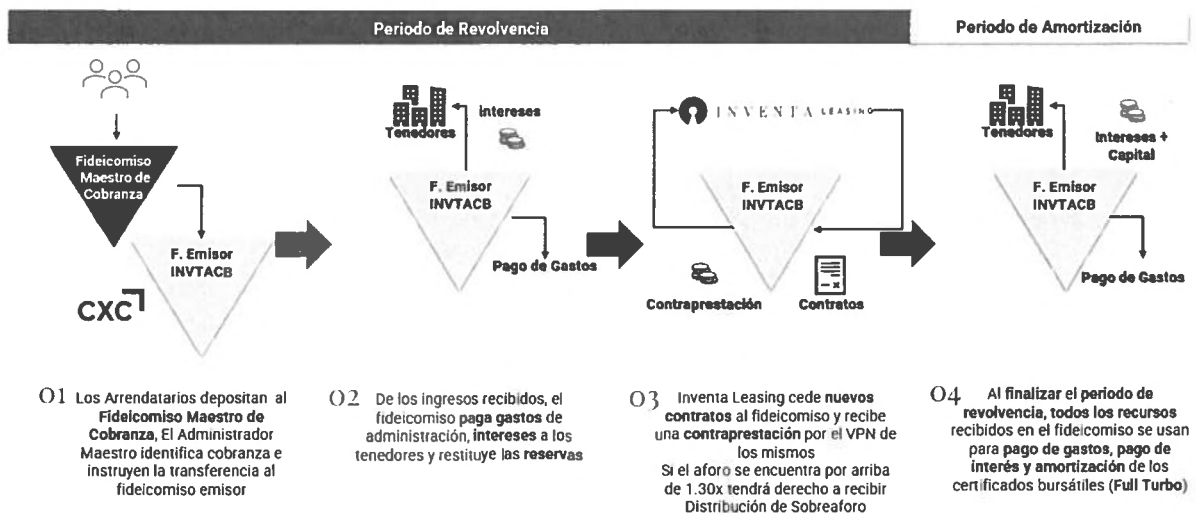 Periodo de Revolvencia
Periodo de Amortización
Fideicomiso
Maestro de
Cobranza
F. Emisor
INVTACB
CXC
Tenedores
Intereses
F. Emisor
INVTACB
Pago de Gastos
INVENTA LEASING
F. Emisor
INVTACB
Contraprestación
Contratos
Tenedores
Intereses +
Capital
F. Emisor
INVTACB
Pago de Gastos
01 Los Arrendatarios depositan al
Fideicomiso Maestro de
Cobranza, El Administrador
Maestro identifica cobranza e
instruyen la transferencia al
fideicomiso emisor
02 De los ingresos recibidos, el
fideicomiso paga gastos de
administración, intereses a los
tenedores y restituye las reservas
03 Inventa Leasing cede nuevos
contratos al fideicomiso y recibe
una contraprestación por el VPN de
los mismos
Si el aforo se encuentra por arriba
de 1.30x tendrá derecho a recibir
Distribución de Sobreaforo
04 Al finalizar el periodo de
revolvencia, todos los recursos
recibidos en el fideicomiso se usan
para pago de gastos, pago de
interés y amortización de los
certificados bursátiles (Full Turbo)